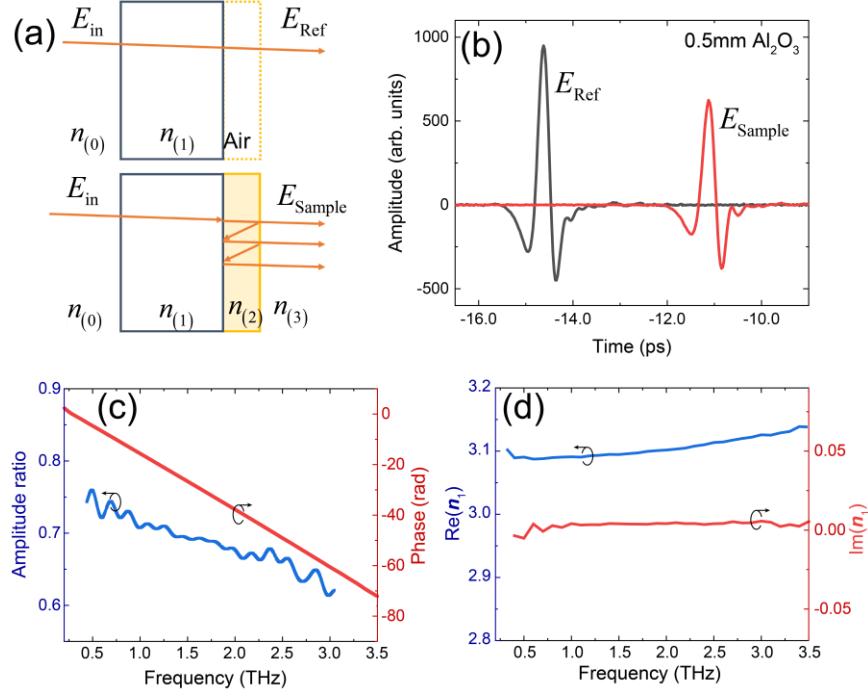 (a)
E_in E_Ref
n_(0) n_(1) Air
E_in E_Sample
n_(0) n_(1) n_(2) n_(3)
(b)
0.5mm Al₂O₃
E_Ref
E_Sample
Amplitude (arb. units)
1000
500
0
-500
-16.0 -14.0 -12.0 -10.0
Time (ps)
(c)
Amplitude ratio
0.9
0.8
0.7
0.6
Phase (rad)
0
-20
-40
-60
-80
0.5 1.0 1.5 2.0 2.5 3.0 3.5
Frequency (THz)
(d)
Re(n₁)
3.2
3.1
3.0
2.9
2.8
Im(n₁)
0.05
0.00
-0.05
0.5 1.0 1.5 2.0 2.5 3.0 3.5
Frequency (THz)